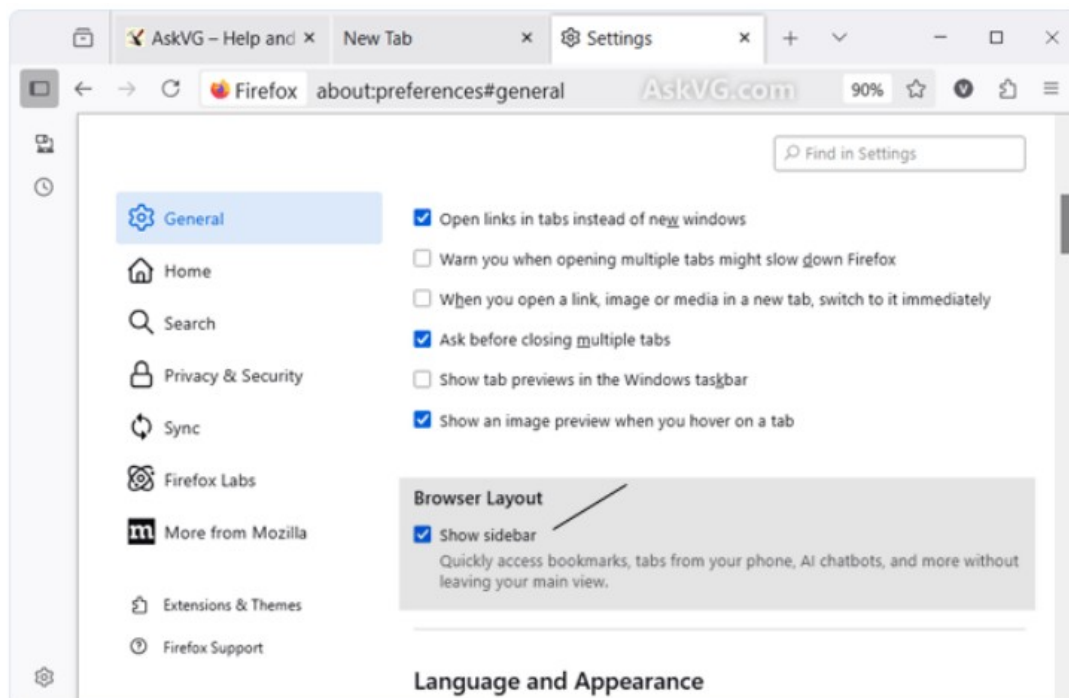 AskVG – Help and
New Tab
Settings
Firefox about:preferences#general
AskVG.com
90%
Find in Settings
General
Home
Search
Privacy & Security
Sync
Firefox Labs
More from Mozilla
Extensions & Themes
Firefox Support
Open links in tabs instead of new windows
Warn you when opening multiple tabs might slow down Firefox
When you open a link, image or media in a new tab, switch to it immediately
Ask before closing multiple tabs
Show tab previews in the Windows taskbar
Show an image preview when you hover on a tab
Browser Layout
Show sidebar
Quickly access bookmarks, tabs from your phone, AI chatbots, and more without
leaving your main view.
Language and Appearance